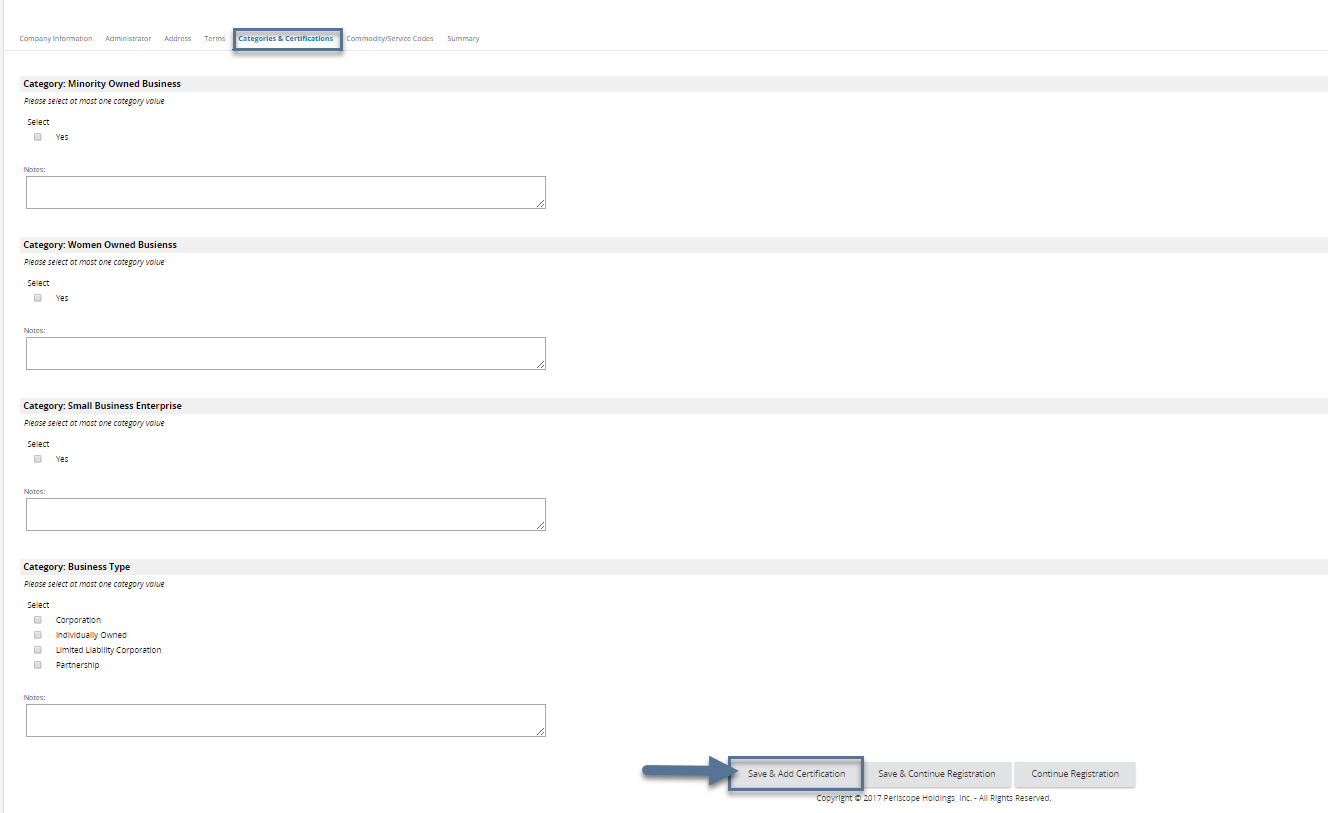 Company Information Administrator Address Terms Categories & Certifications Commodity/Service Codes Summary
Category: Minority Owned Business
Please select at most one category value
Select
Yes
Notes:
Category: Women Owned Busienss
Please select at most one category value
Select
Yes
Notes:
Category: Small Business Enterprise
Please select at most one category value
Select
Yes
Notes:
Category: Business Type
Please select at most one category value
Select
Corporation
Individually Owned
Limited Liability Corporation
Partnership
Notes:
Save & Add Certification Save & Continue Registration Continue Registration
Copyright © 2017 Periscope Holdings, Inc. - All Rights Reserved.